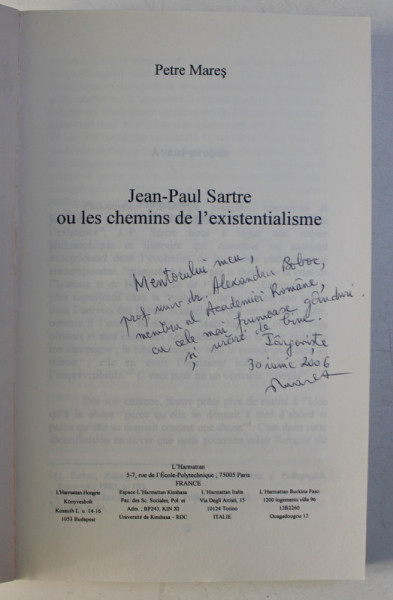 Petre Mareş
Jean-Paul Sartre
ou les chemins de l'existentialisme
Mentorului meu,
prof. univ. dr. Alexandru Boboc,
membru al Academiei Române,
cu cele mai frumoase gânduri
și urări de bine.
Târgoviște
30 iunie 2006
L'Harmattan
5-7, rue de l'École-Polytechnique ; 75005 Paris
FRANCE
L'Harmattan Hongrie
Könyvesbolt
Kossuth L. u. 14-16
1053 Budapest
Espace L'Harmattan Kinshasa
Fac. des Sc. Sociales, Pol. et
Adm. ; BP243, KIN XI
Université de Kinshasa – RDC
L'Harmattan Italia
Via Degli Artisti, 15
10124 Torino
ITALIE
L'Harmattan Burkina Faso
1200 logements villa 96
12B2260
Ouagadougou 12